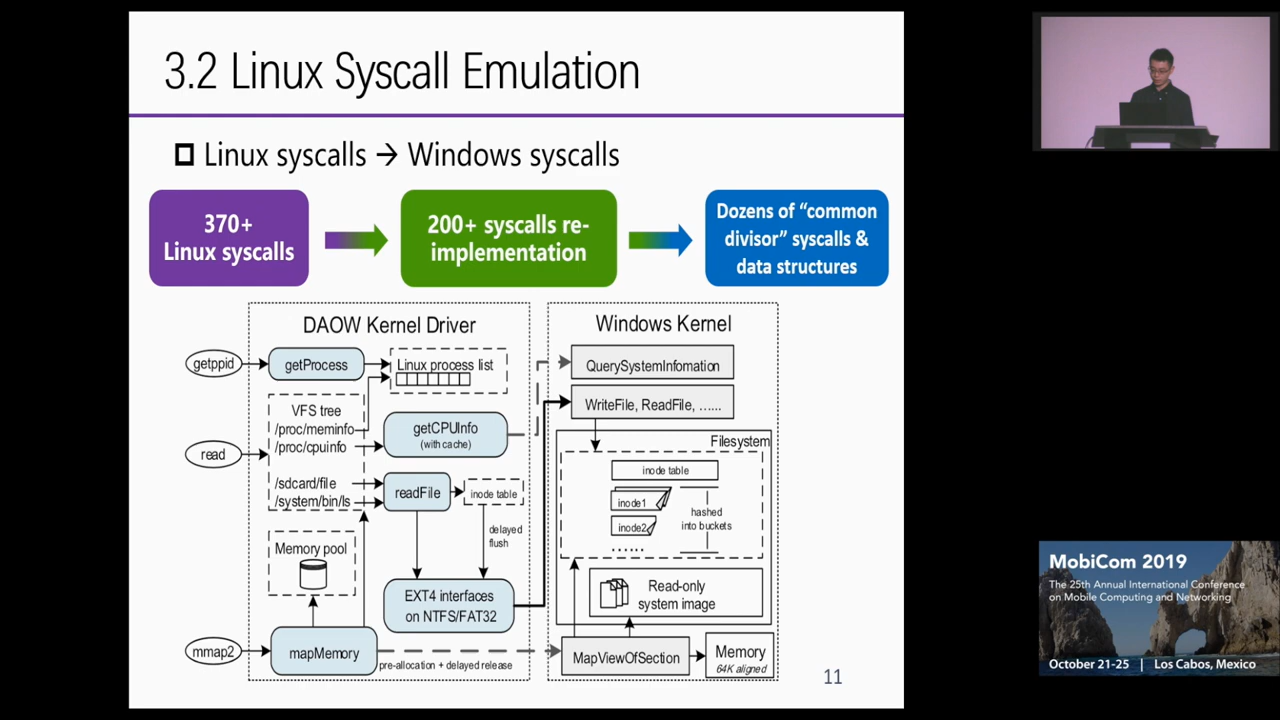 3.2 Linux Syscall Emulation
Linux syscalls → Windows syscalls
370+
Linux syscalls
200+ syscalls re-
implementation
Dozens of “common
divisor” syscalls &
data structures
DAOW Kernel Driver
getppid
getProcess
Linux process list
VFS tree
/proc/meminfo
/proc/cpuinfo
/sdcard/file
/system/bin/ls
read
getCPUInfo
(with cache)
readFile
inode table
delayed
flush
Memory pool
EXT4 interfaces
on NTFS/FAT32
mmap2
mapMemory
pre-allocation + delayed release
Windows Kernel
QuerySystemInfomation
WriteFile, ReadFile, ......
Filesystem
inode table
inode1
inode2
......
hashed
into buckets
Read-only
system image
MapViewOfSection
Memory
64K aligned
11
MobiCom 2019
The 25th Annual International Conference
on Mobile Computing and Networking
October 21-25 | Los Cabos, Mexico